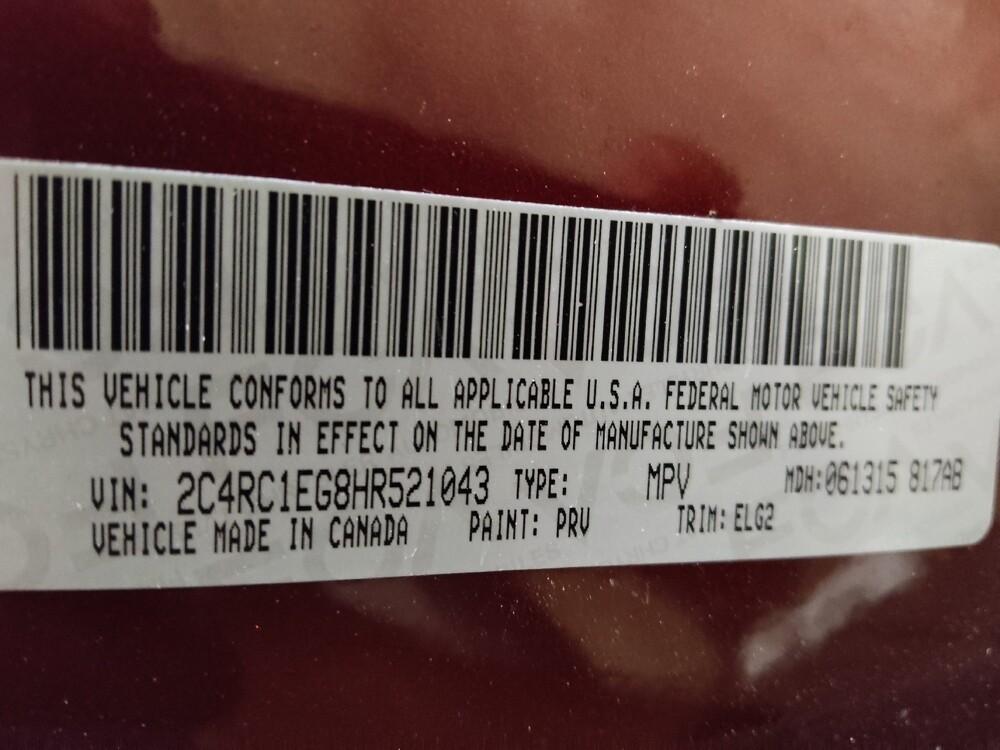 THIS VEHICLE CONFORMS TO ALL APPLICABLE U.S.A. FEDERAL MOTOR VEHICLE SAFETY
STANDARDS IN EFFECT ON THE DATE OF MANUFACTURE SHOWN ABOVE.
VIN: 2C4RC1EG8HR521043 TYPE: MPV MDH:061315 817AB
VEHICLE MADE IN CANADA PAINT: PRV TRIM: ELG2